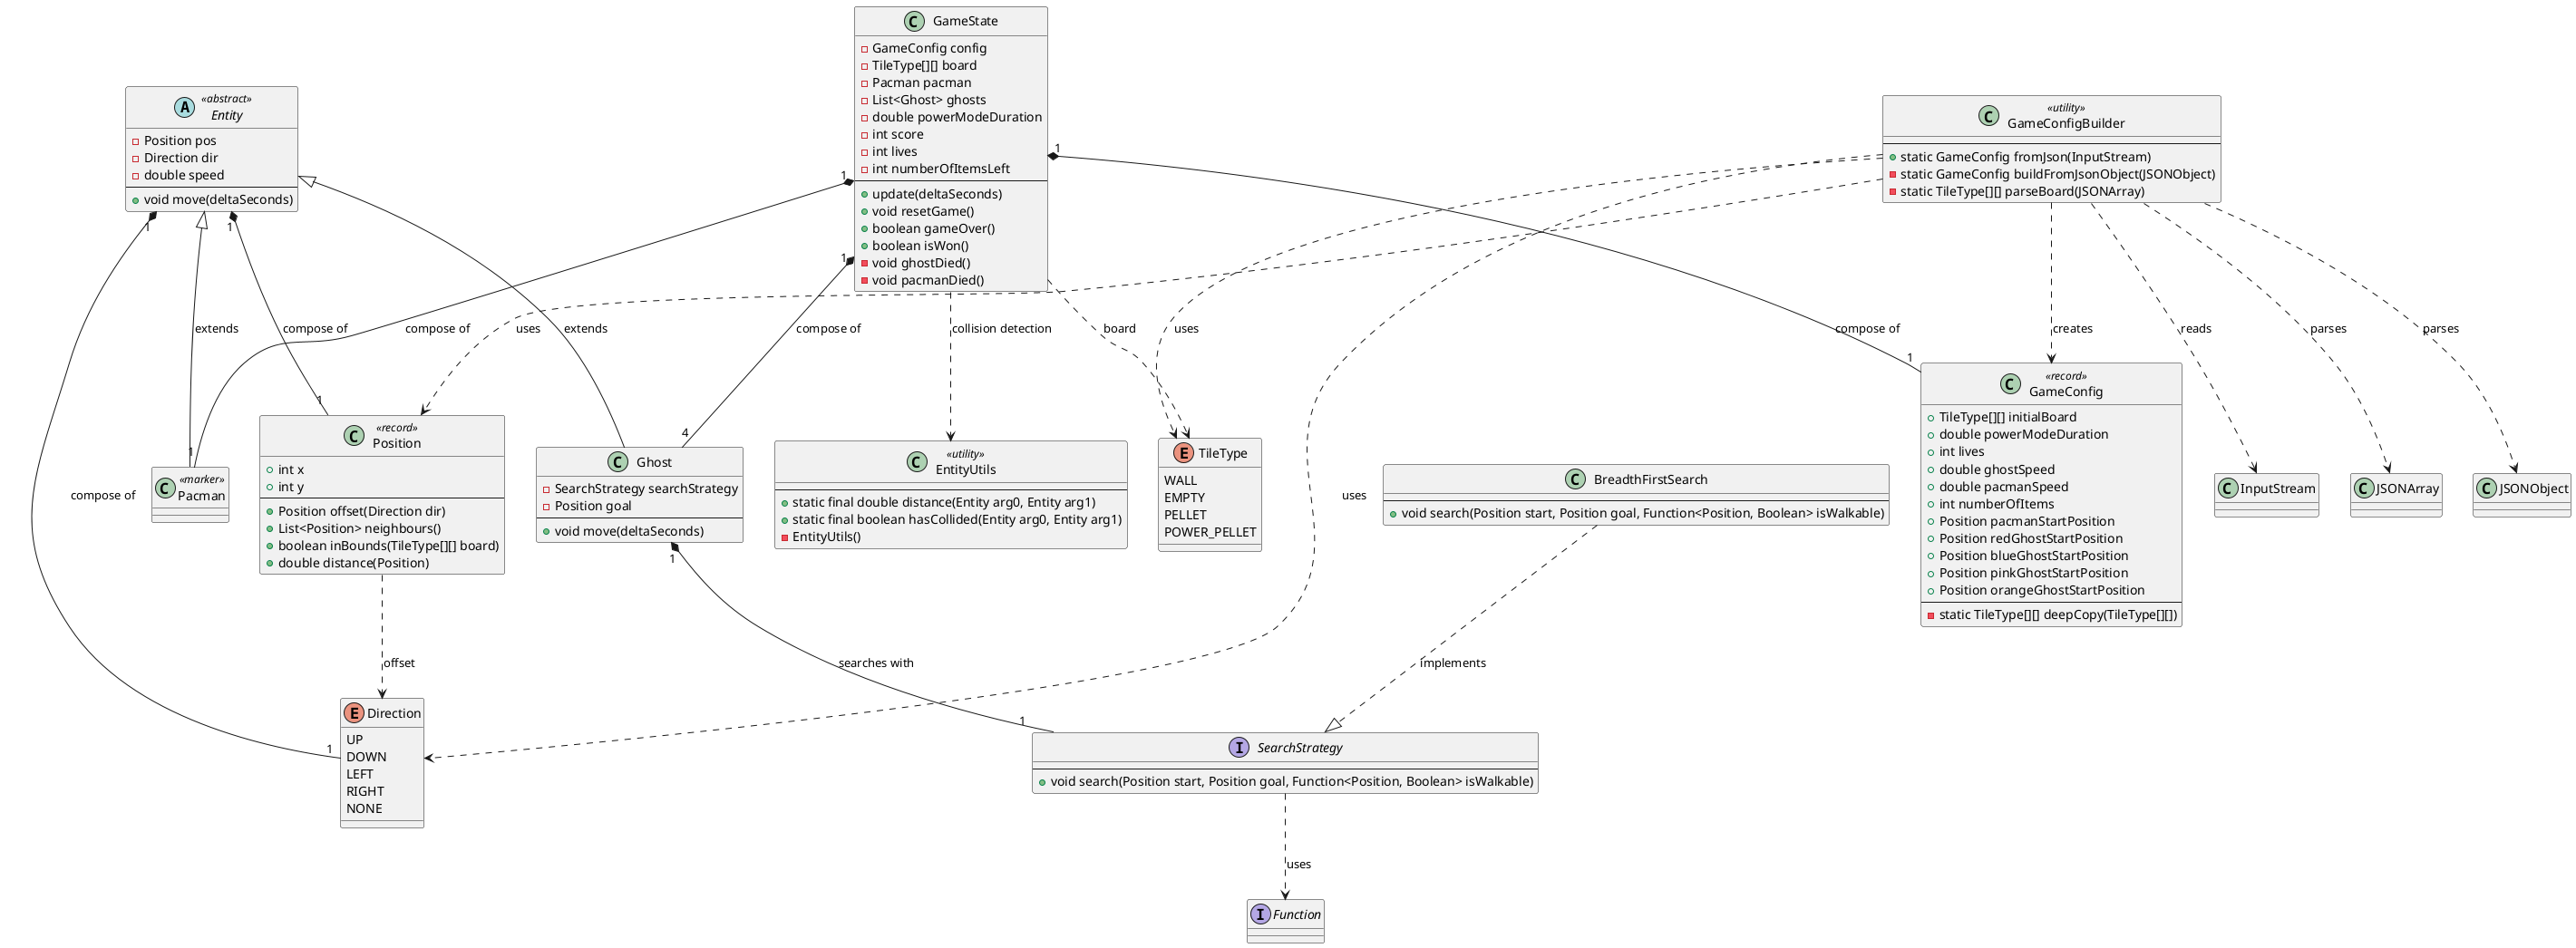 C GameState
GameConfig config
TileType[][] board
Pacman pacman
List<Ghost> ghosts
double powerModeDuration
int score
int lives
int numberOfItemsLeft
update(deltaSeconds)
void resetGame()
boolean gameOver()
boolean isWon()
void ghostDied()
void pacmanDied()
A «abstract»
Entity
Position pos
Direction dir
double speed
void move(deltaSeconds)
C «utility»
GameConfigBuilder
static GameConfig fromJson(InputStream)
static GameConfig buildFromJsonObject(JSONObject)
static TileType[][] parseBoard(JSONArray)
1
1
1
1
1
extends
compose of
compose of
uses
extends
compose of
collision detection
board
uses
compose of
creates
reads
parses
parses
1
1
4
1
C «record»
Position
int x
int y
Position offset(Direction dir)
List<Position> neighbours()
boolean inBounds(TileType[][] board)
double distance(Position)
C «marker»
Pacman
C Ghost
SearchStrategy searchStrategy
Position goal
void move(deltaSeconds)
C «utility»
EntityUtils
static final double distance(Entity arg0, Entity arg1)
static final boolean hasCollided(Entity arg0, Entity arg1)
EntityUtils()
E TileType
WALL
EMPTY
PELLET
POWER_PELLET
C BreadthFirstSearch
void search(Position start, Position goal, Function<Position, Boolean> isWalkable)
C «record»
GameConfig
TileType[][] initialBoard
double powerModeDuration
int lives
double ghostSpeed
double pacmanSpeed
int numberOfItems
Position pacmanStartPosition
Position redGhostStartPosition
Position blueGhostStartPosition
Position pinkGhostStartPosition
Position orangeGhostStartPosition
static TileType[][] deepCopy(TileType[][])
C InputStream
C JSONArray
C JSONObject
compose of
uses
1
offset
searches with
implements
1
1
E Direction
UP
DOWN
LEFT
RIGHT
NONE
I SearchStrategy
void search(Position start, Position goal, Function<Position, Boolean> isWalkable)
uses
I Function